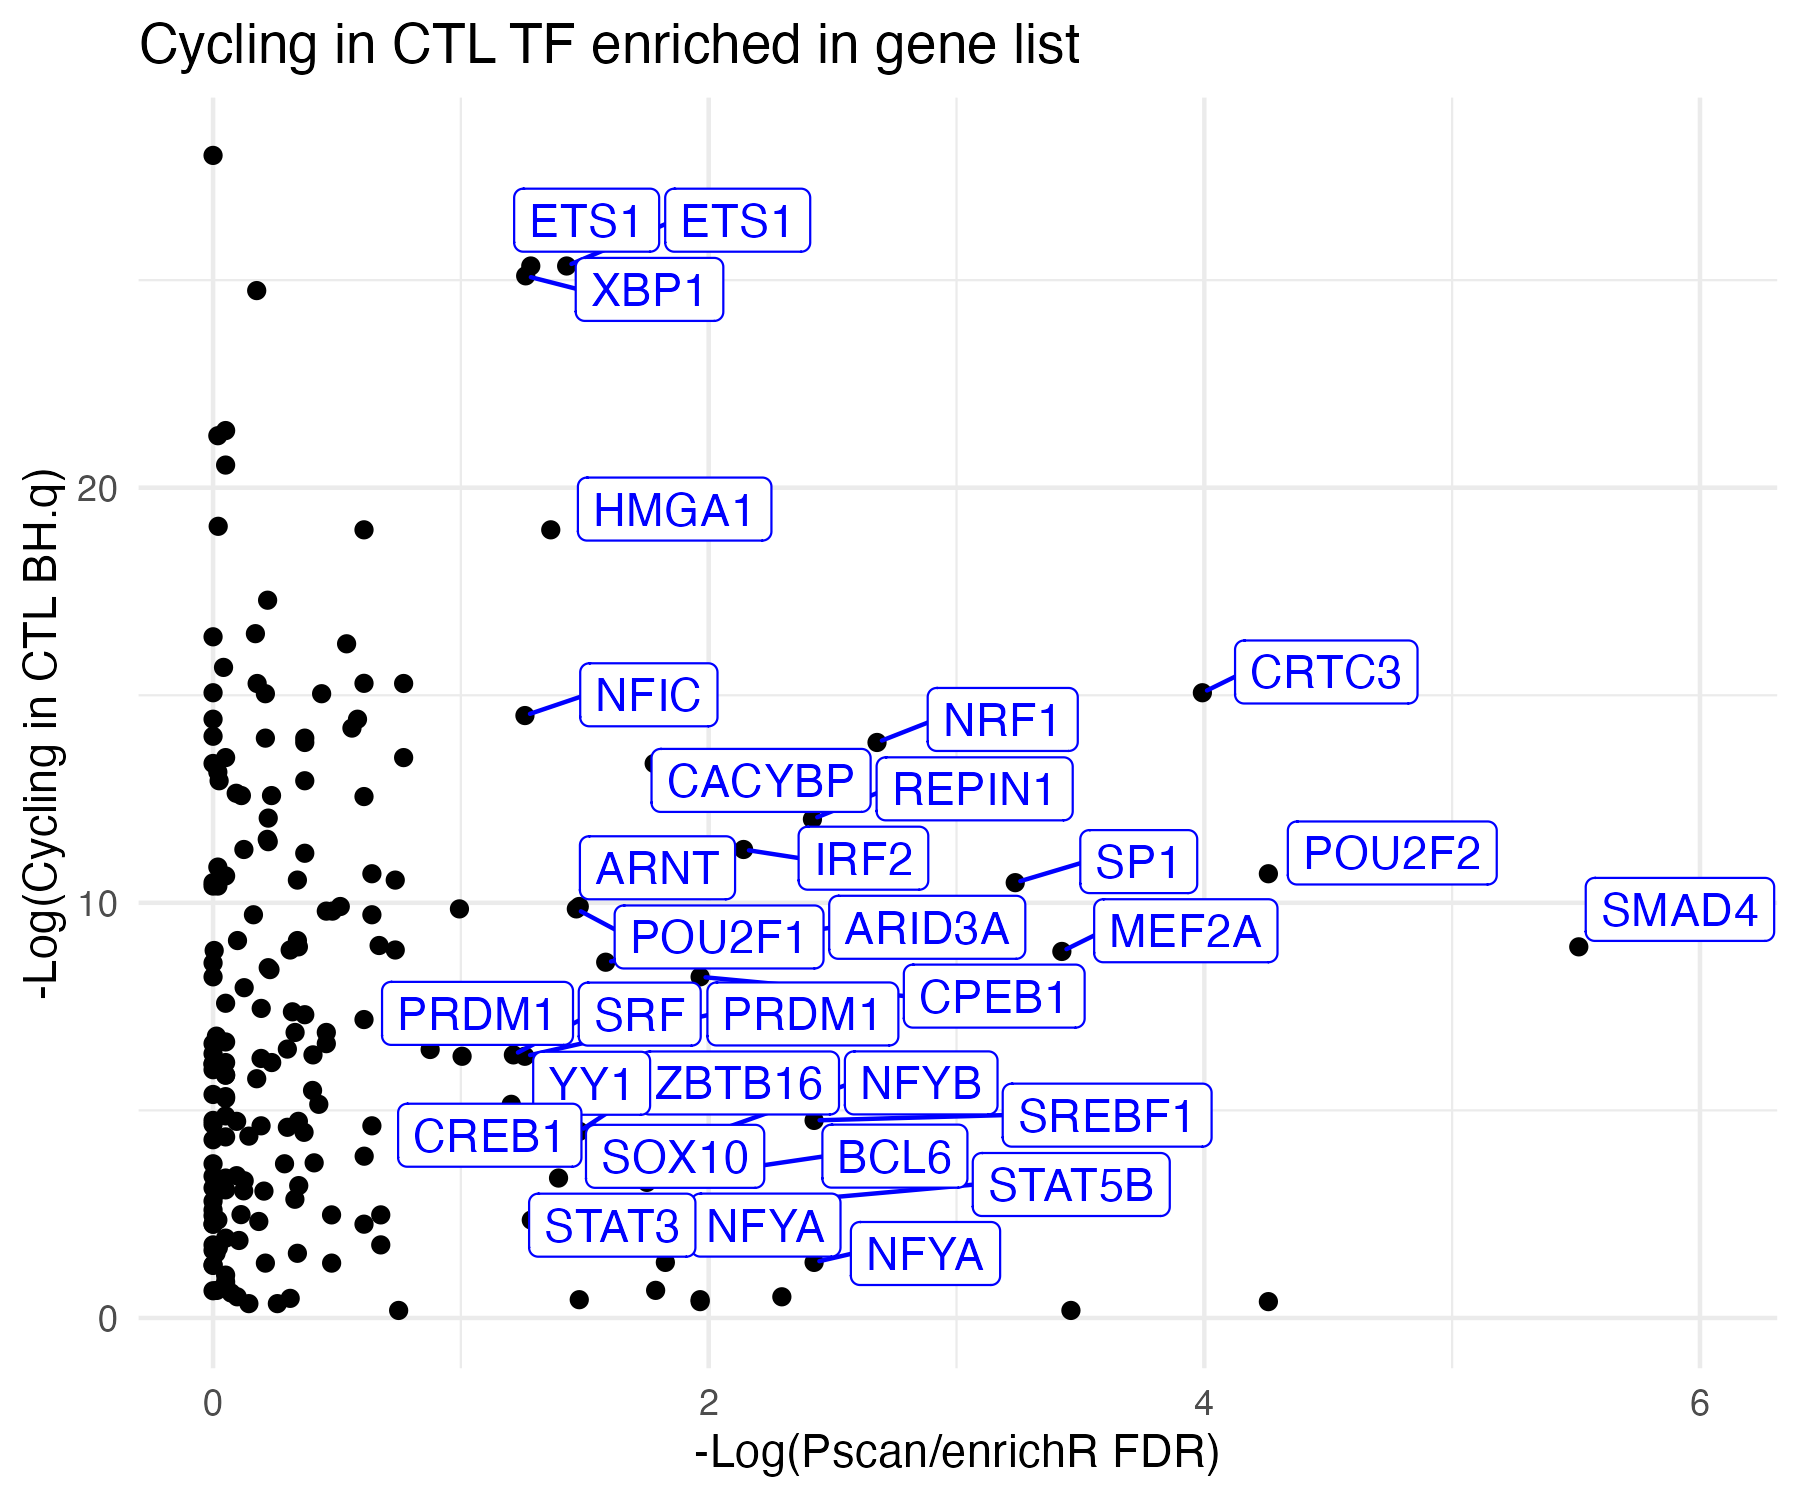 Cycling in CTL TF enriched in gene list
ETS1
ETS1
XBP1
20
HMGA1
NFIC
CRTC3
NRF1
CACYBP
REPIN1
ARNT
IRF2
SP1
POU2F2
10
POU2F1
ARID3A
MEF2A
SMAD4
PRDM1
SRF
PRDM1
CPEB1
YY1
ZBTB16
NFYB
SREBF1
CREB1
SOX10
BCL6
STAT5B
STAT3
NFYA
NFYA
0
0
2
4
6
-Log(Pscan/enrichR FDR)
-Log(Cycling in CTL BH.q)